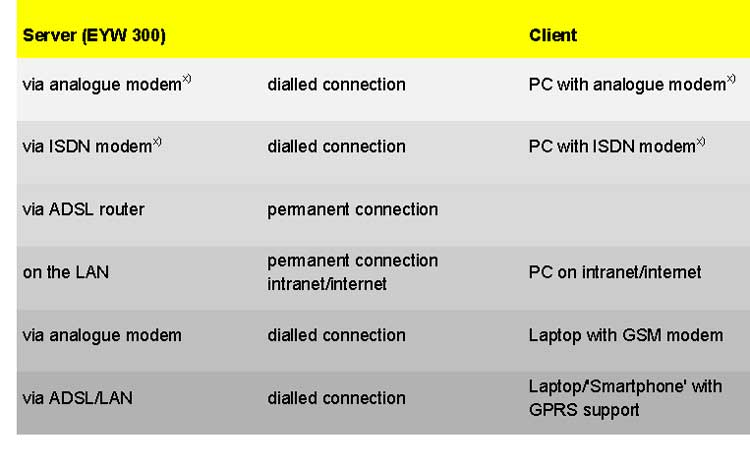 Server (EYW 300) Client
via analogue modem x) dialled connection PC with analogue modem x)
via ISDN modem x) dialled connection PC with ISDN modem x)
via ADSL router permanent connection
on the LAN permanent connection intranet/internet PC on intranet/internet
via analogue modem dialled connection Laptop with GSM modem
via ADSL/LAN dialled connection Laptop/'Smartphone' with GPRS support